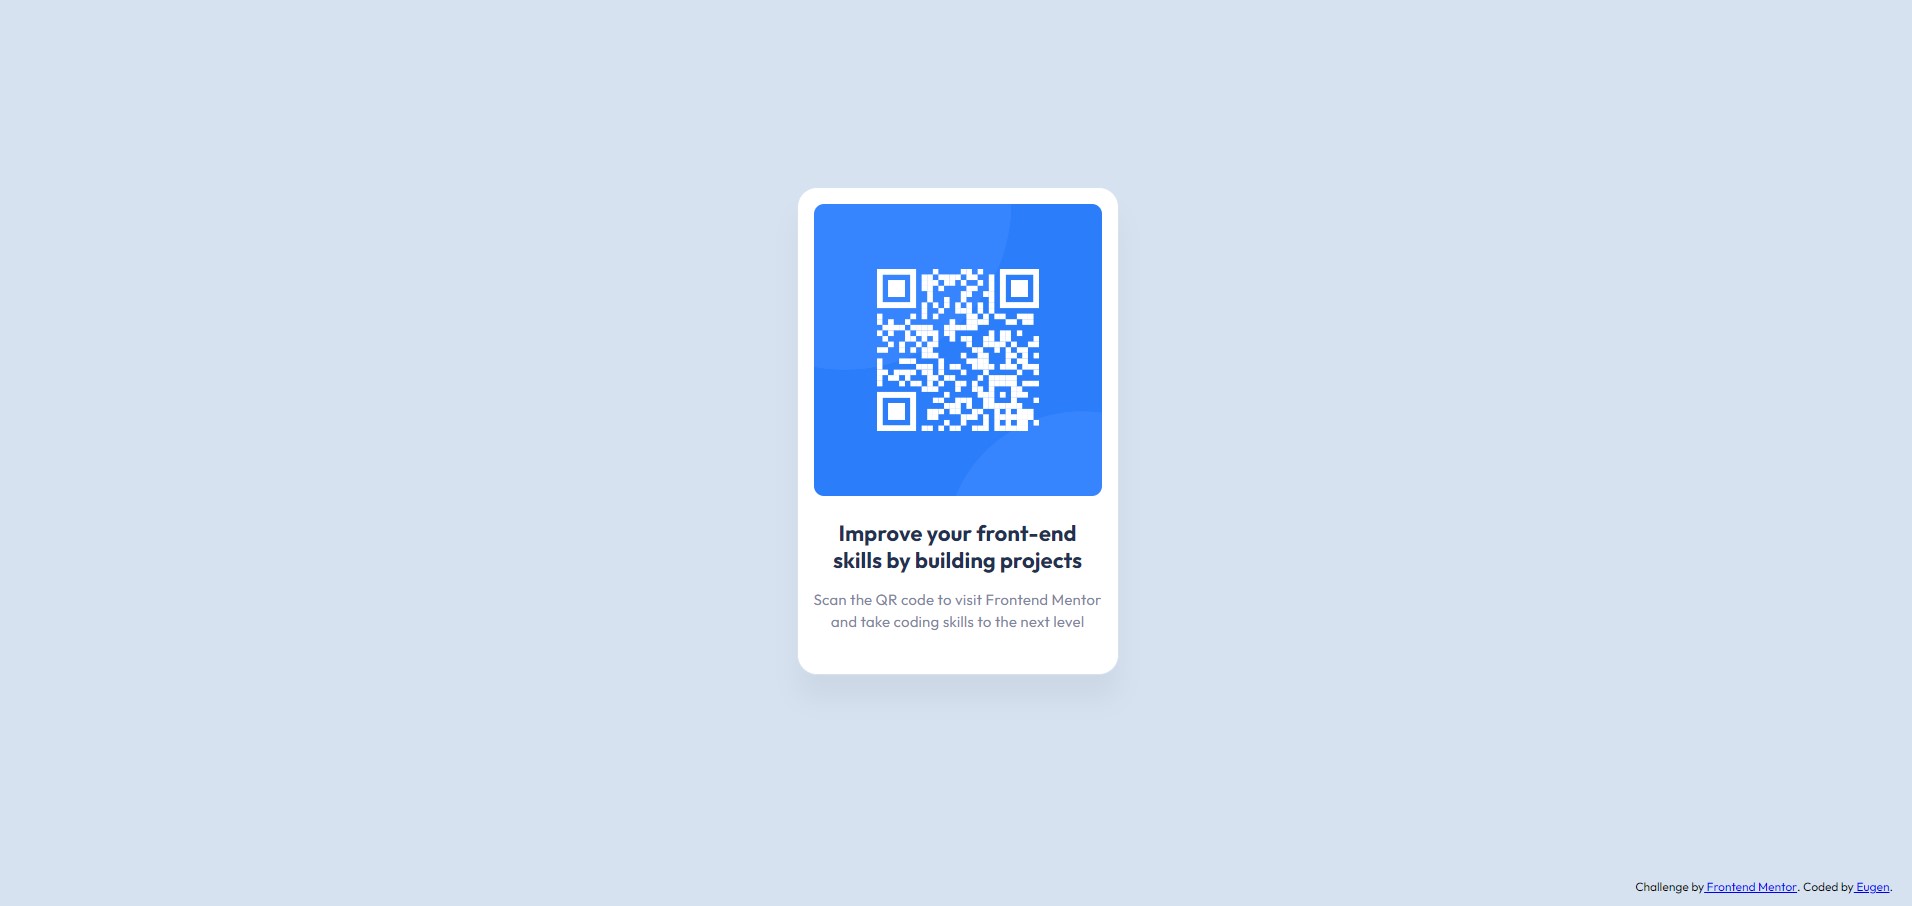 Improve your front-end
skills by building projects
Scan the QR code to visit Frontend Mentor
and take coding skills to the next level
Challenge by Frontend Mentor. Coded by Eugen.